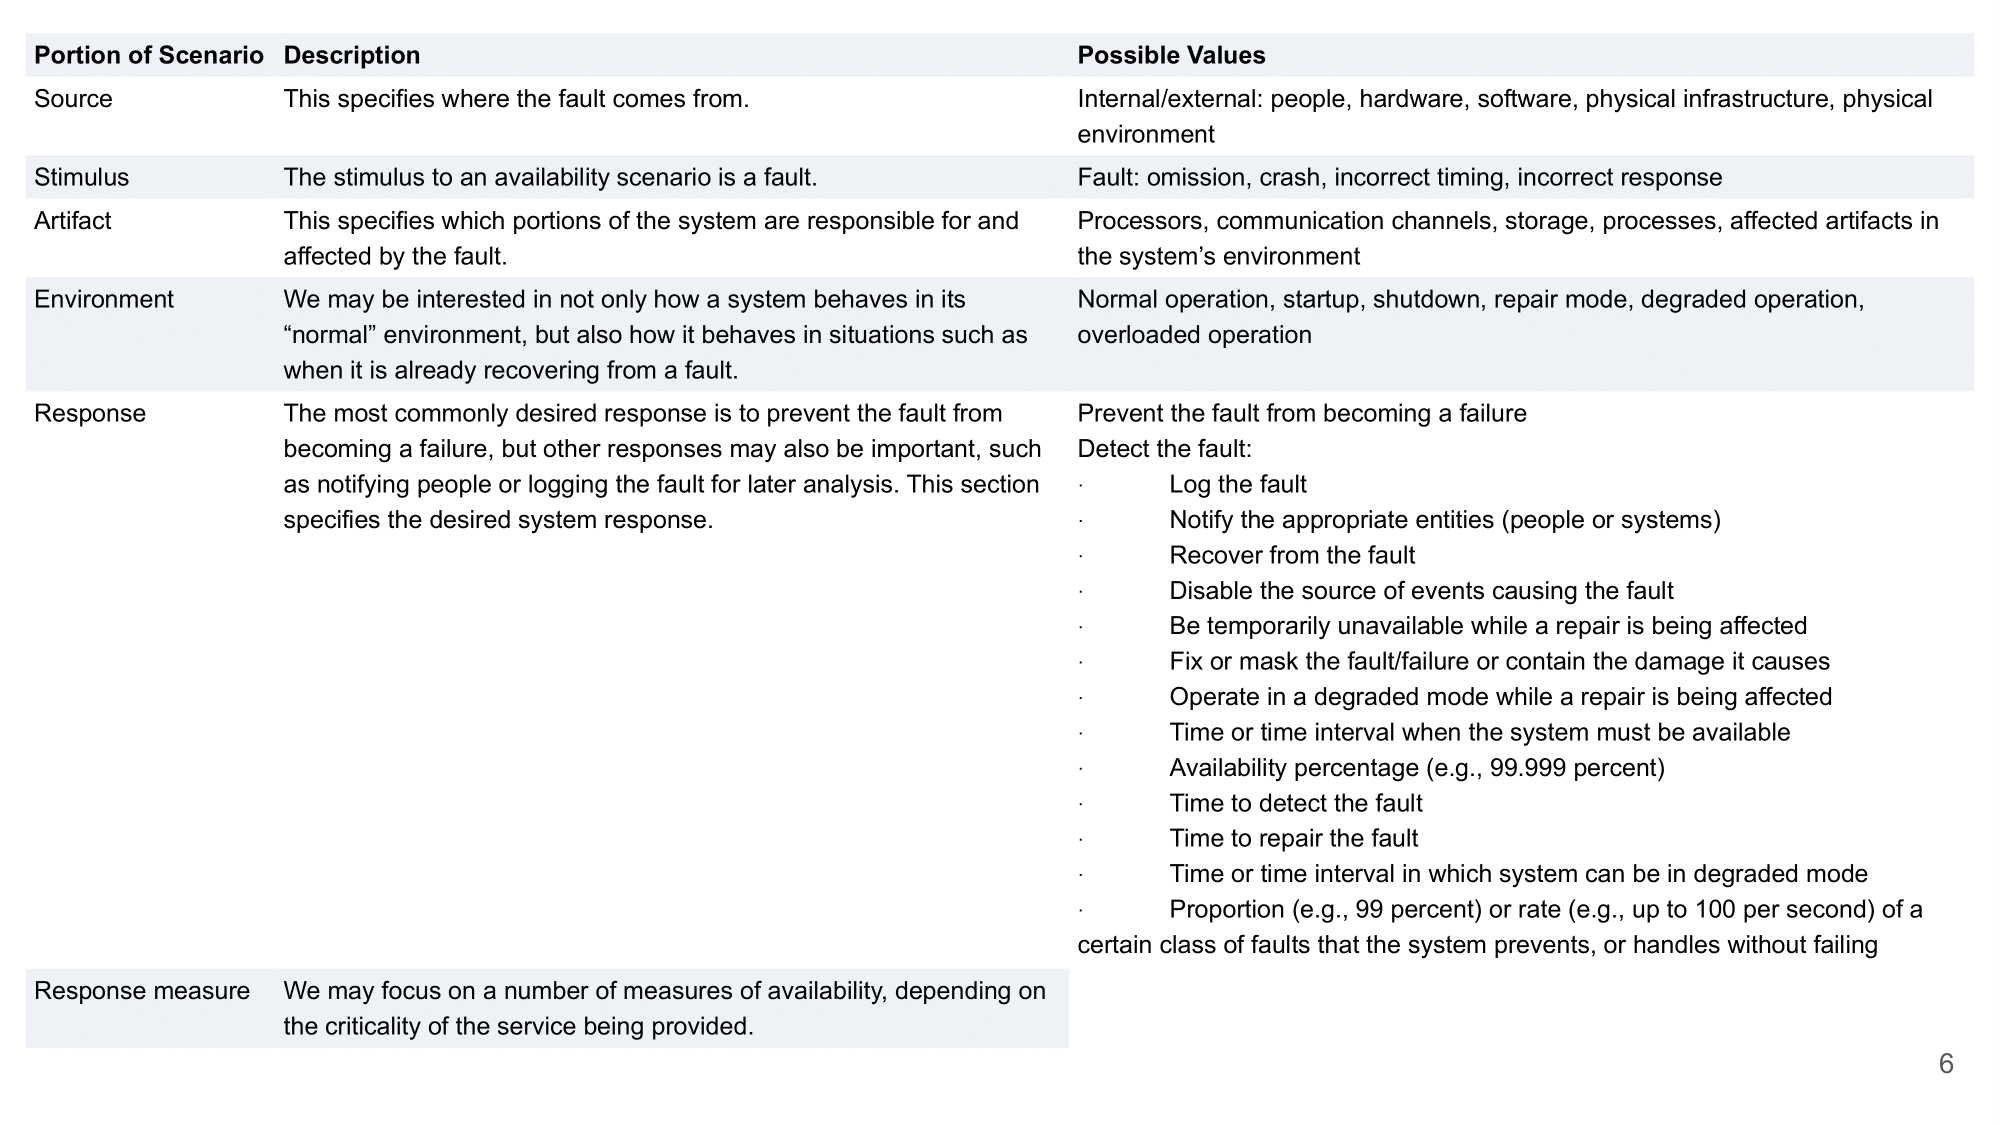 Portion of Scenario Description Possible Values
Source This specifies where the fault comes from. Internal/external: people, hardware, software, physical infrastructure, physical
environment
Stimulus The stimulus to an availability scenario is a fault. Fault: omission, crash, incorrect timing, incorrect response
Artifact This specifies which portions of the system are responsible for and
affected by the fault.
Processors, communication channels, storage, processes, affected artifacts in
the system’s environment
Environment We may be interested in not only how a system behaves in its
“normal” environment, but also how it behaves in situations such as
when it is already recovering from a fault.
Normal operation, startup, shutdown, repair mode, degraded operation,
overloaded operation
Response The most commonly desired response is to prevent the fault from
becoming a failure, but other responses may also be important, such
as notifying people or logging the fault for later analysis. This section
specifies the desired system response.
Prevent the fault from becoming a failure
Detect the fault:
· Log the fault
· Notify the appropriate entities (people or systems)
· Recover from the fault
· Disable the source of events causing the fault
· Be temporarily unavailable while a repair is being affected
· Fix or mask the fault/failure or contain the damage it causes
· Operate in a degraded mode while a repair is being affected
· Time or time interval when the system must be available
· Availability percentage (e.g., 99.999 percent)
· Time to detect the fault
· Time to repair the fault
· Time or time interval in which system can be in degraded mode
· Proportion (e.g., 99 percent) or rate (e.g., up to 100 per second) of a
certain class of faults that the system prevents, or handles without failing
Response measure We may focus on a number of measures of availability, depending on
the criticality of the service being provided.
6